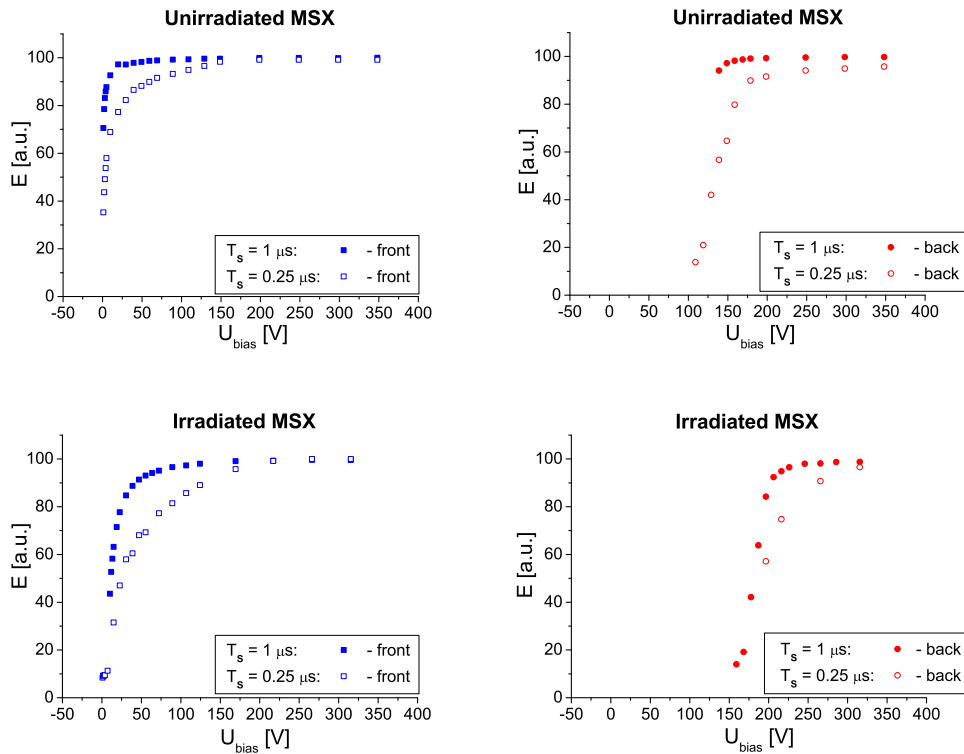 Unirradiated MSX
E [a.u.]
100
80
60
40
20
0
T_s = 1 μs: - front
T_s = 0.25 μs: - front
-50 0 50 100 150 200 250 300 350 400
U_bias [V]
Unirradiated MSX
E [a.u.]
100
80
60
40
20
0
T_s = 1 μs: - back
T_s = 0.25 μs: - back
-50 0 50 100 150 200 250 300 350 400
U_bias [V]
Irradiated MSX
E [a.u.]
100
80
60
40
20
0
T_s = 1 μs: - front
T_s = 0.25 μs: - front
-50 0 50 100 150 200 250 300 350 400
U_bias [V]
Irradiated MSX
E [a.u.]
100
80
60
40
20
0
T_s = 1 μs: - back
T_s = 0.25 μs: - back
-50 0 50 100 150 200 250 300 350 400
U_bias [V]